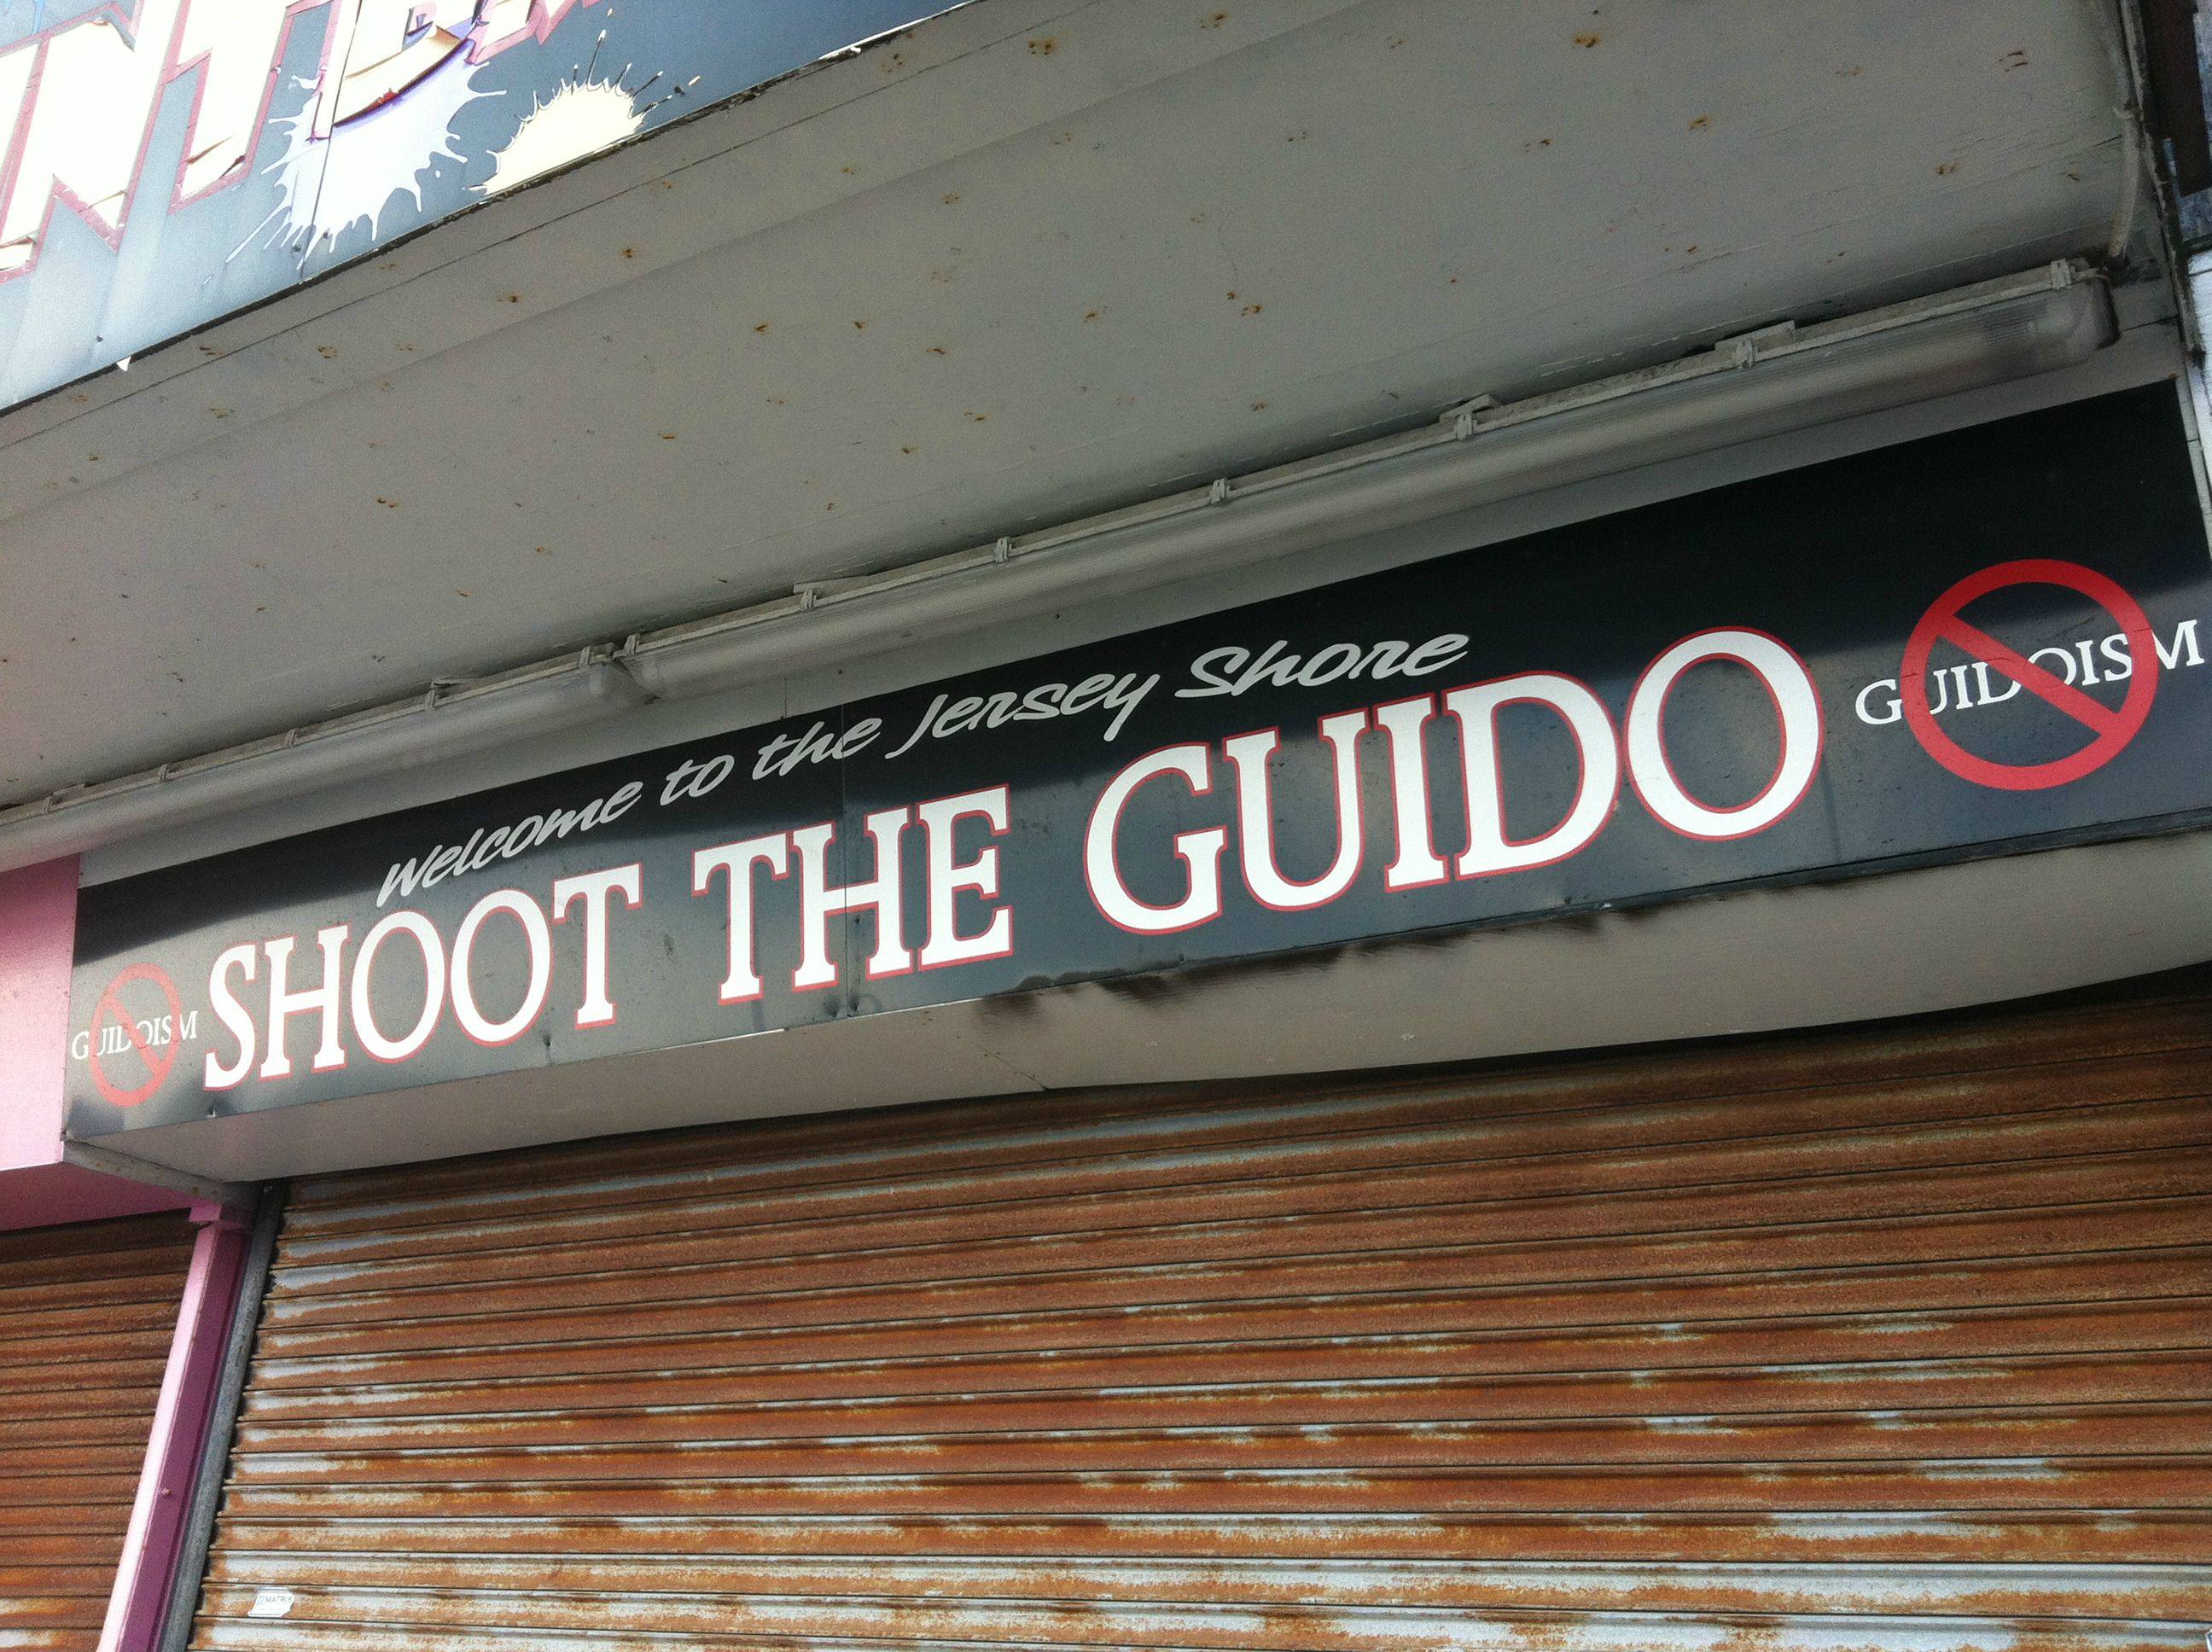 Welcome to the Jersey Shore
GUIDOISM
SHOOT THE GUIDO
GUIDOISM